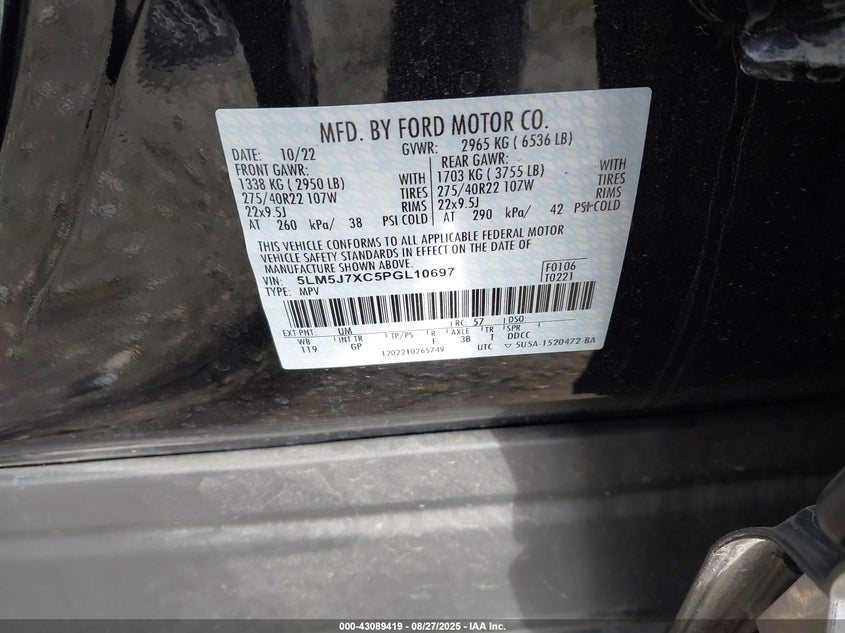 MFD. BY FORD MOTOR CO.
DATE: 10/22 GVWR: 2965 KG ( 6536 LB)
FRONT GAWR: REAR GAWR:
1338 KG ( 2950 LB) WITH 1703 KG ( 3755 LB) WITH
275/40R22 107W TIRES 275/40R22 107W TIRES
22x9.5J RIMS 22x9.5J RIMS
AT 260 kPa/ 38 PSI COLD AT 290 kPa/ 42 PSI COLD
THIS VEHICLE CONFORMS TO ALL APPLICABLE FEDERAL MOTOR
VEHICLE SAFETY STANDARDS IN EFFECT ON THE DATE OF
MANUFACTURE SHOWN ABOVE.
VIN: 5LM5J7XC5PGL10697 F0106
TYPE: MPV T0221
EXT PNT: UM RC: 57 DSO:
WB INT TR TP/PS R AXLE TR SPR
119 GP F 3B T DDCC
1202210265749 UTC ▽ 5U5A-1520472-BA
000-43089419 - 08/27/2025 - IAA Inc.